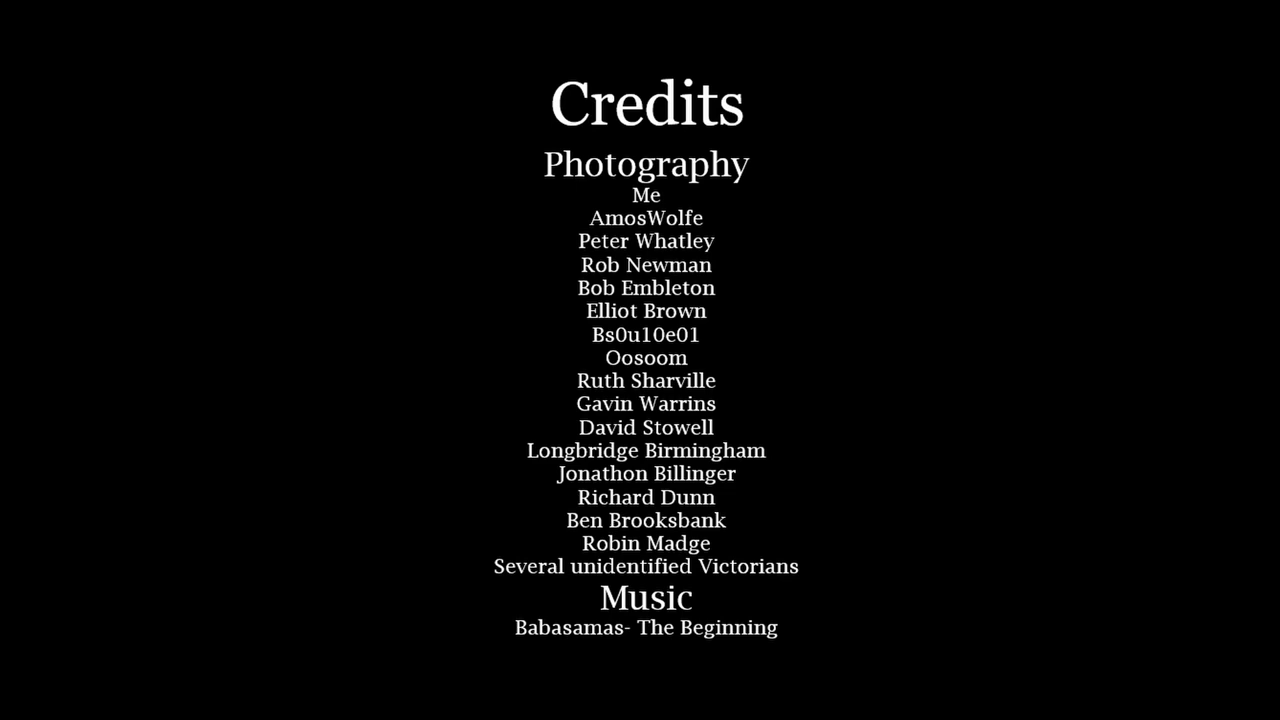 Credits
Photography
Me
AmosWolfe
Peter Whatley
Rob Newman
Bob Embleton
Elliot Brown
Bs0u10e01
Oosoom
Ruth Sharville
Gavin Warrins
David Stowell
Longbridge Birmingham
Jonathon Billinger
Richard Dunn
Ben Brooksbank
Robin Madge
Several unidentified Victorians
Music
Babasamas- The Beginning